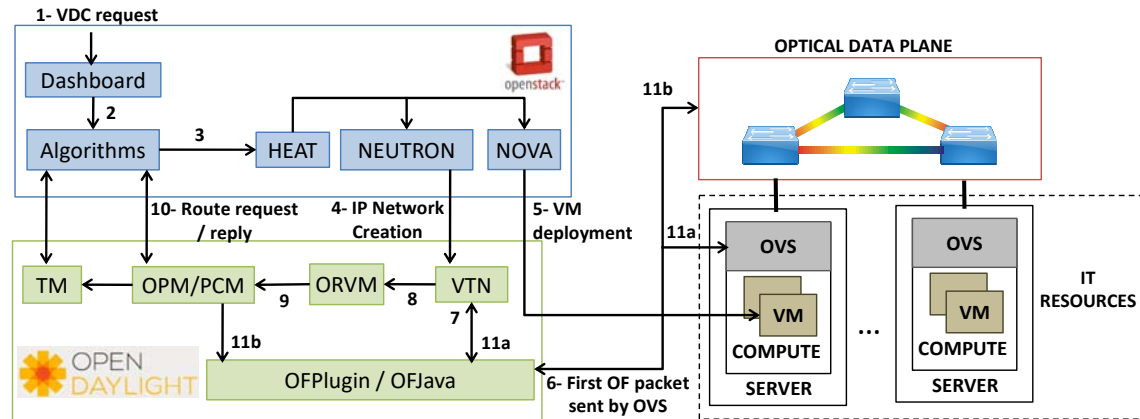 1- VDC request
OPTICAL DATA PLANE
openstack
Dashboard
2
11b
Algorithms
3
HEAT
NEUTRON
NOVA
10- Route request
/ reply
4- IP Network
Creation
5- VM
deployment
11a
OVS
OVS
TM
OPM/PCM
9
ORVM
8
VTN
7
IT
RESOURCES
VM
...
VM
COMPUTE
COMPUTE
SERVER
SERVER
11b
11a
OPEN
DAYLIGHT
OFPlugin / OFJava
6- First OF packet
sent by OVS